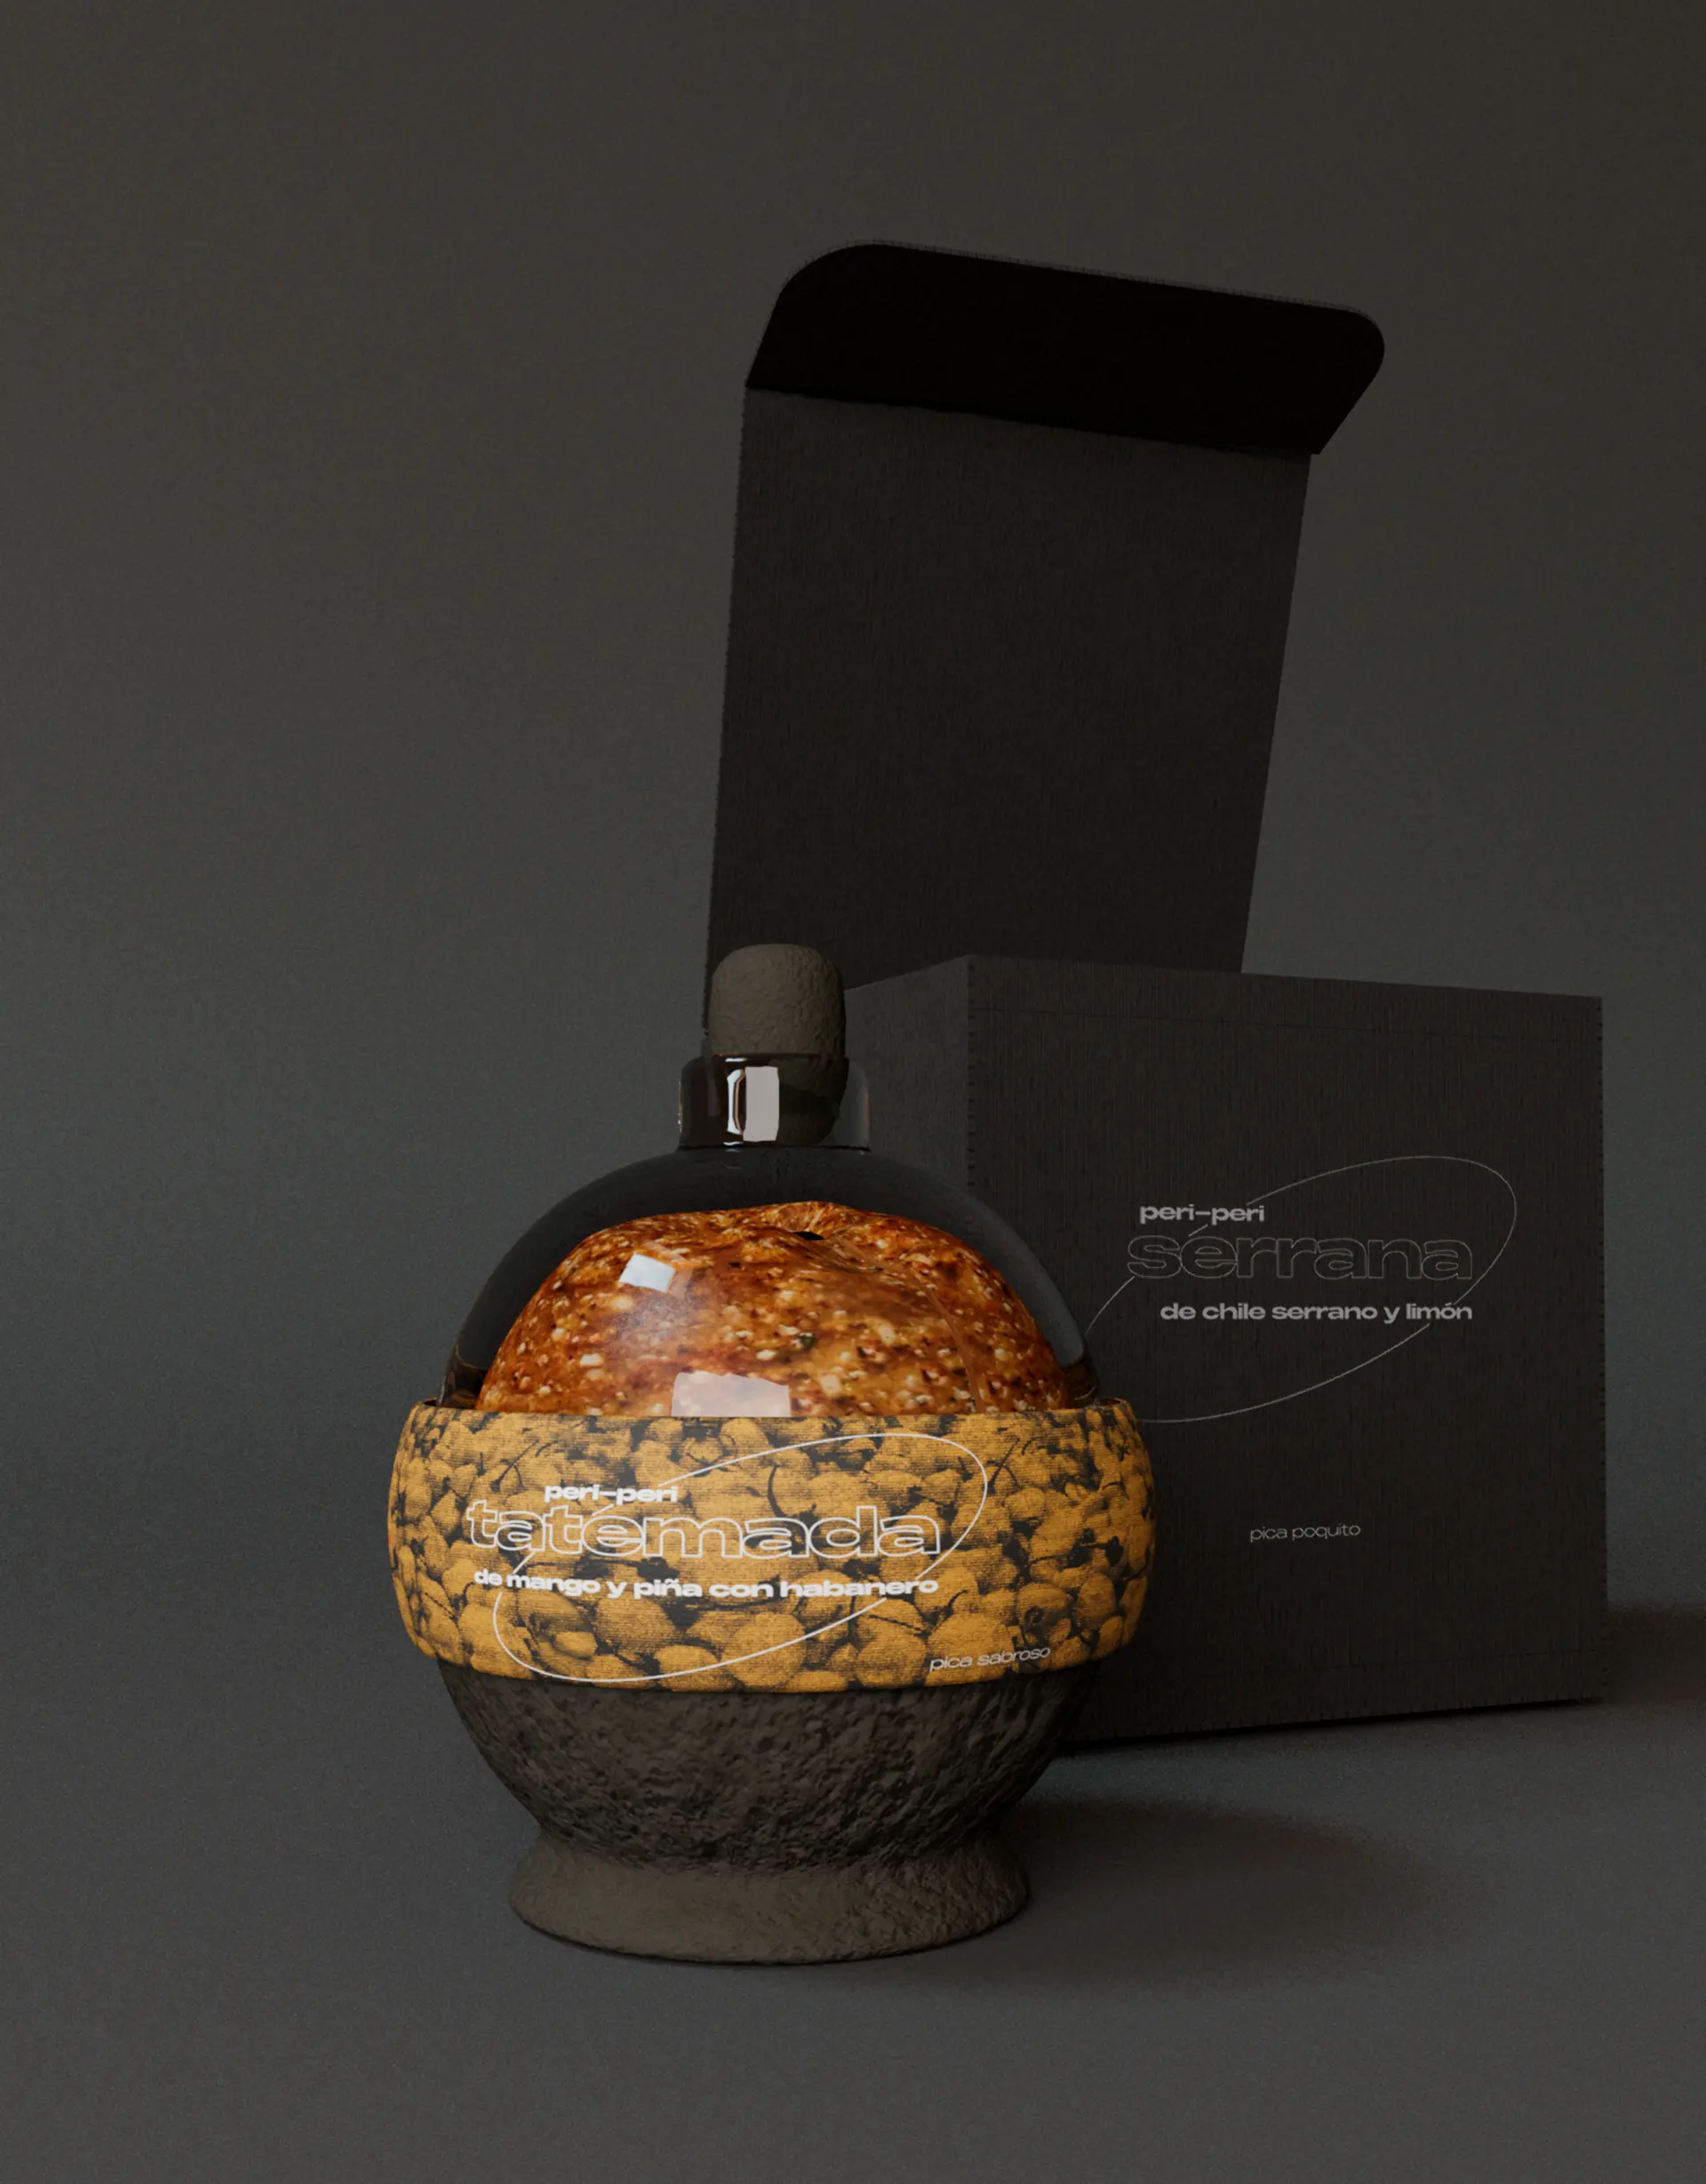 peri-peri
serrana
de chile serrano y limón
pica poquito
peri-peri
tatemada
de mango y piña con habanero
pica sabroso